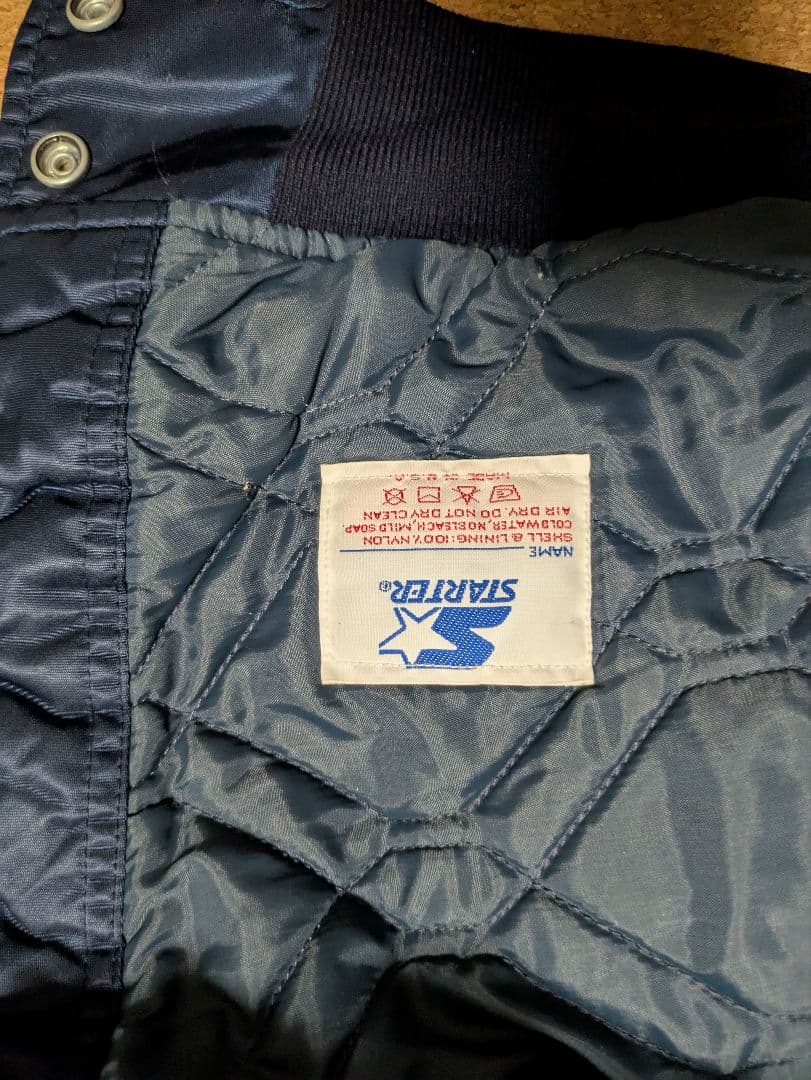 STARTER®
NAME
SHELL & LINING: 100% NYLON
COLD WATER, NO BLEACH, MILD SOAP.
AIR DRY. DO NOT DRY CLEAN
MADE IN U.S.A.